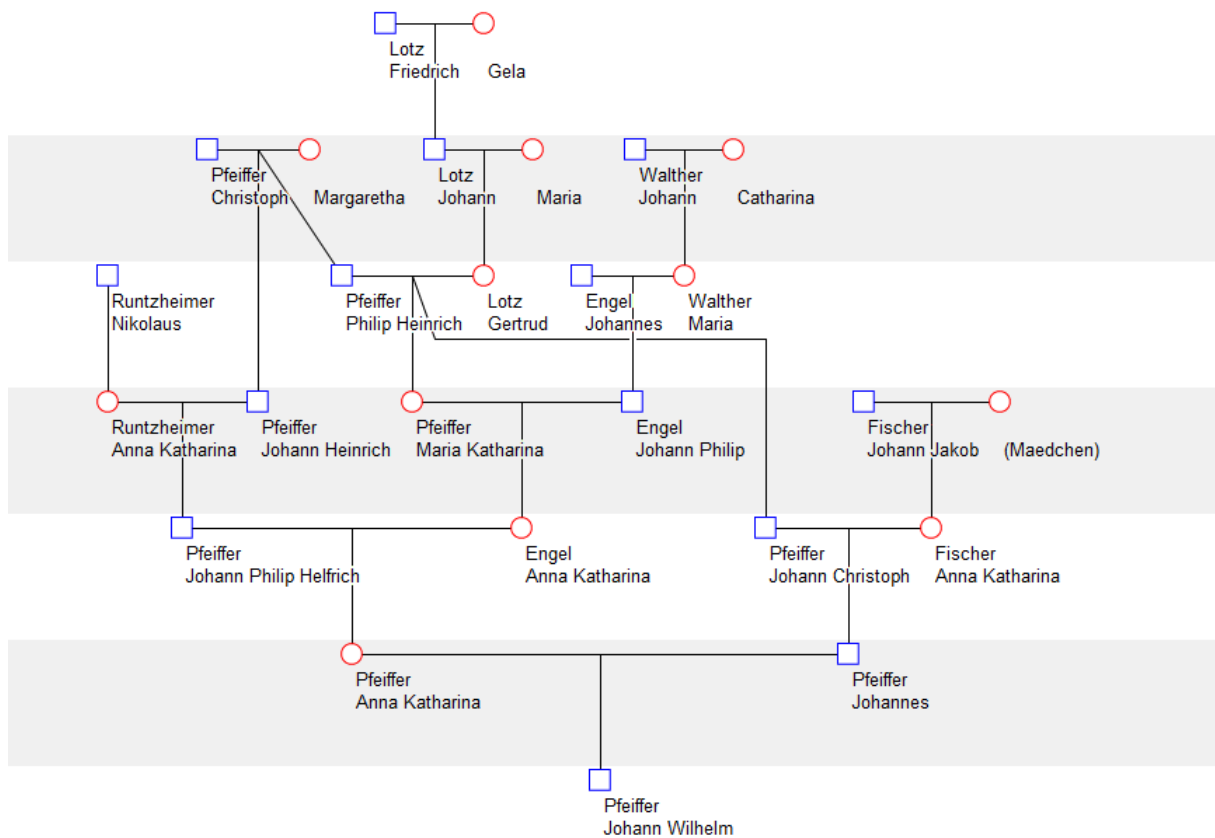 Lotz
Friedrich Gela
Pfeiffer Lotz Walther
Christoph Margaretha Johann Maria Johann Catharina
Runtzheimer Pfeiffer Lotz Engel Walther
Nikolaus Philip Heinrich Gertrud Johannes Maria
Runtzheimer Pfeiffer Pfeiffer Engel Fischer
Anna Katharina Johann Heinrich Maria Katharina Johann Philip Johann Jakob (Maedchen)
Pfeiffer Engel Pfeiffer Fischer
Johann Philip Helfrich Anna Katharina Johann Christoph Anna Katharina
Pfeiffer Pfeiffer
Anna Katharina Johannes
Pfeiffer
Johann Wilhelm